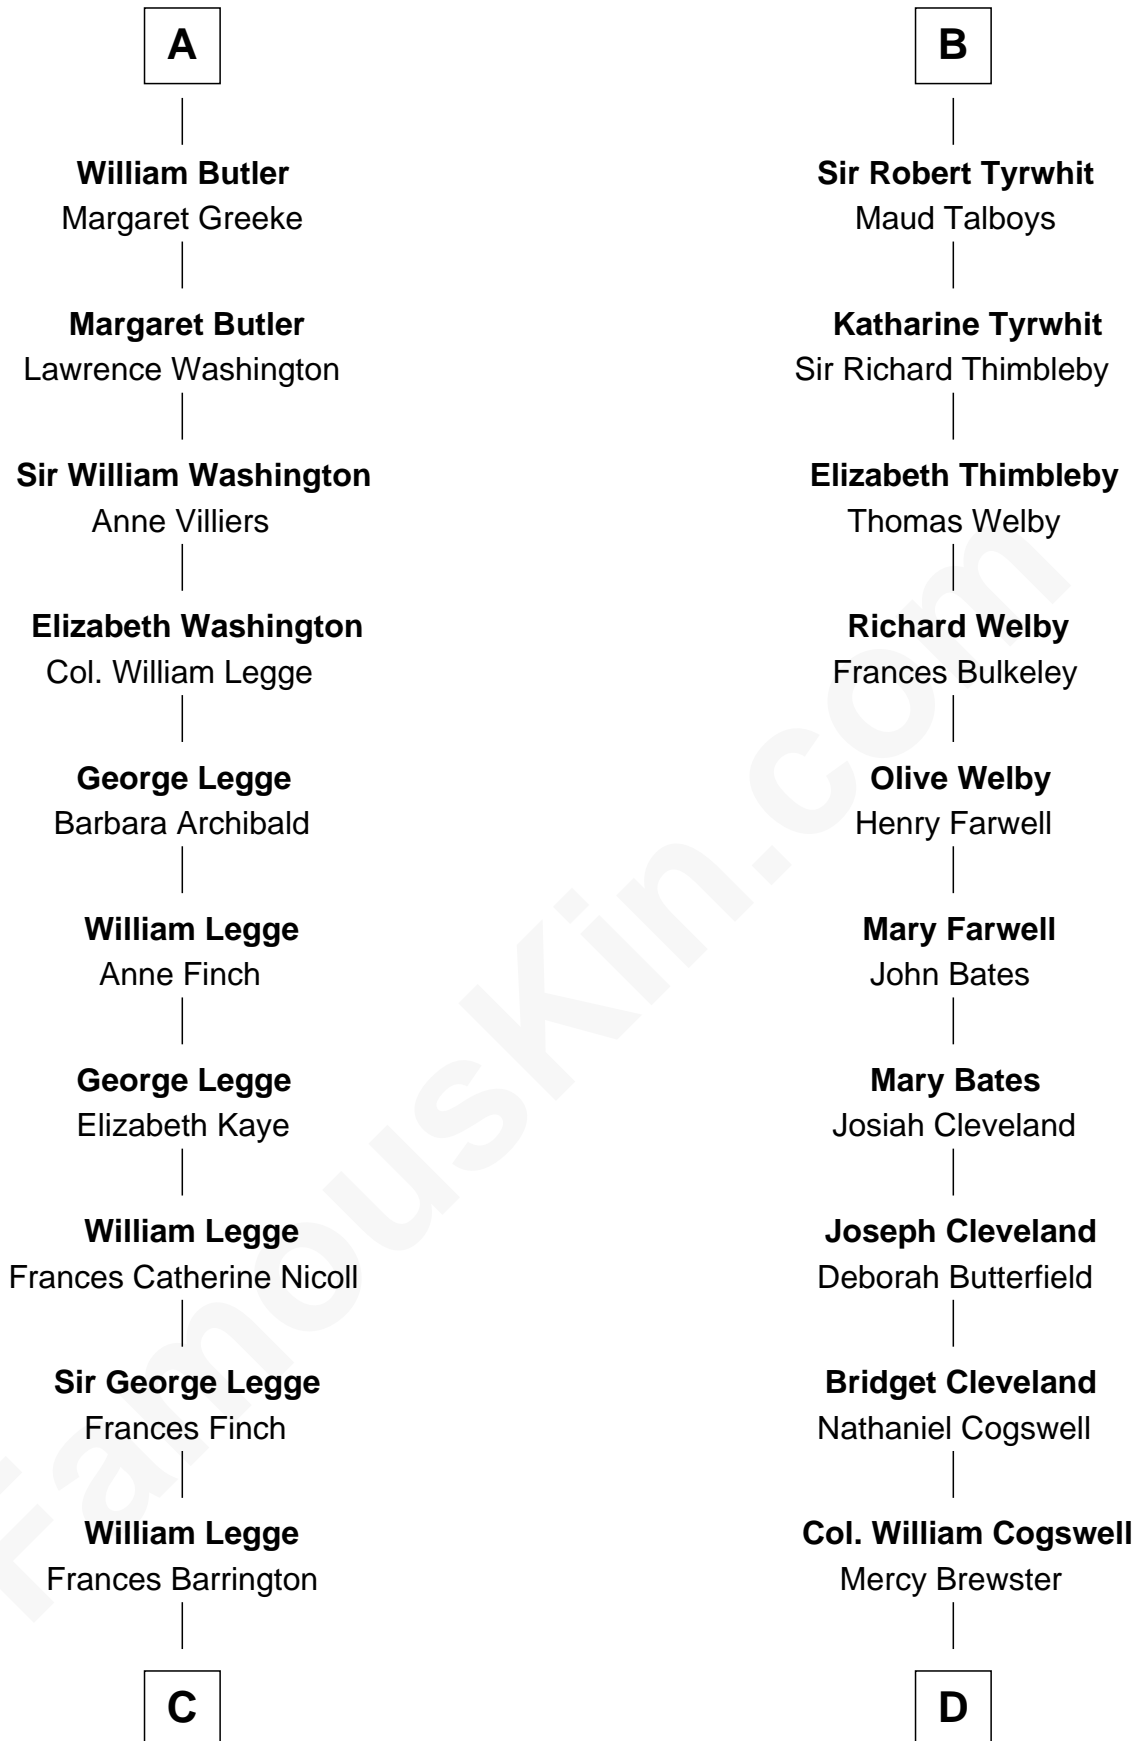 A
William Butler
Margaret Greeke
Margaret Butler
Lawrence Washington
Sir William Washington
Anne Villiers
Elizabeth Washington
Col. William Legge
George Legge
Barbara Archibald
William Legge
Anne Finch
George Legge
Elizabeth Kaye
William Legge
Frances Catherine Nicoll
Sir George Legge
Frances Finch
William Legge
Frances Barrington
C
B
Sir Robert Tyrwhit
Maud Talboys
Katharine Tyrwhit
Sir Richard Thimbleby
Elizabeth Thimbleby
Thomas Welby
Richard Welby
Frances Bulkeley
Olive Welby
Henry Farwell
Mary Farwell
John Bates
Mary Bates
Josiah Cleveland
Joseph Cleveland
Deborah Butterfield
Bridget Cleveland
Nathaniel Cogswell
Col. William Cogswell
Mercy Brewster
D
FamousKin.com